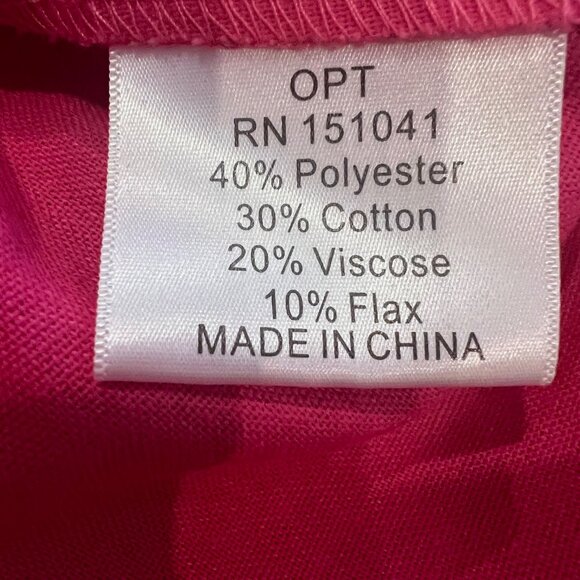 OPT
RN 151041
40% Polyester
30% Cotton
20% Viscose
10% Flax
MADE IN CHINA